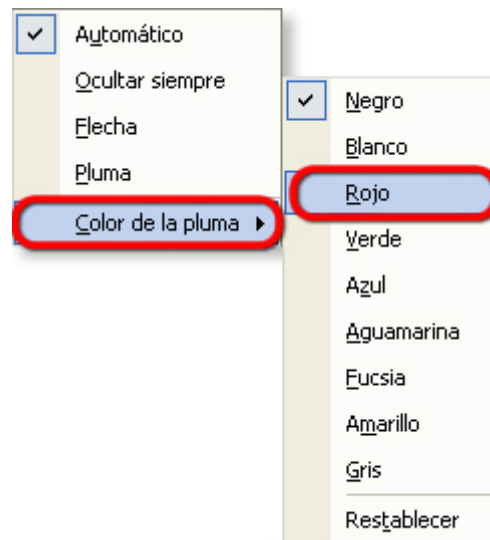 Automático
Ocultar siempre
Flecha
Pluma
Color de la pluma
Negro
Blanco
Rojo
Verde
Azul
Aguamarina
Fucsia
Amarillo
Gris
Restablecer